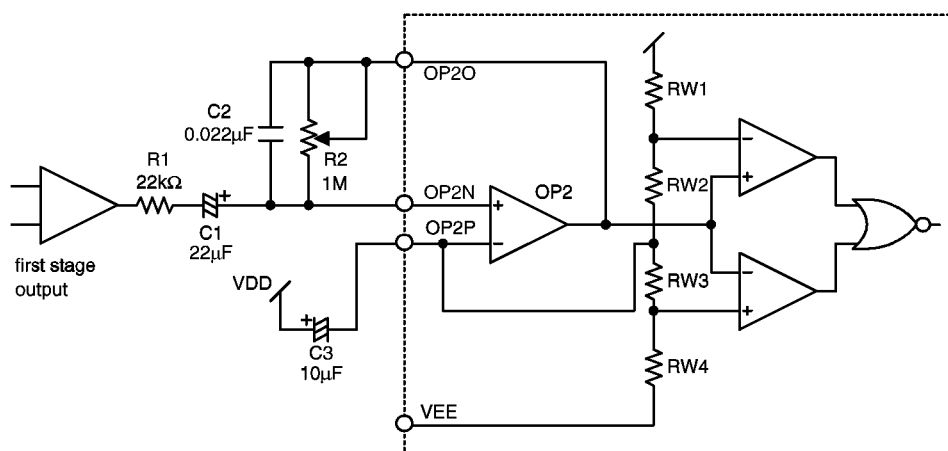 OP2O
C2
0.022µF
R2
1M
R1
22kΩ
C1
22µF
first stage
output
OP2N
OP2P
OP2
+
−
VDD
+
+
C3
10µF
VEE
RW1
RW2
RW3
RW4
−
+
−
+